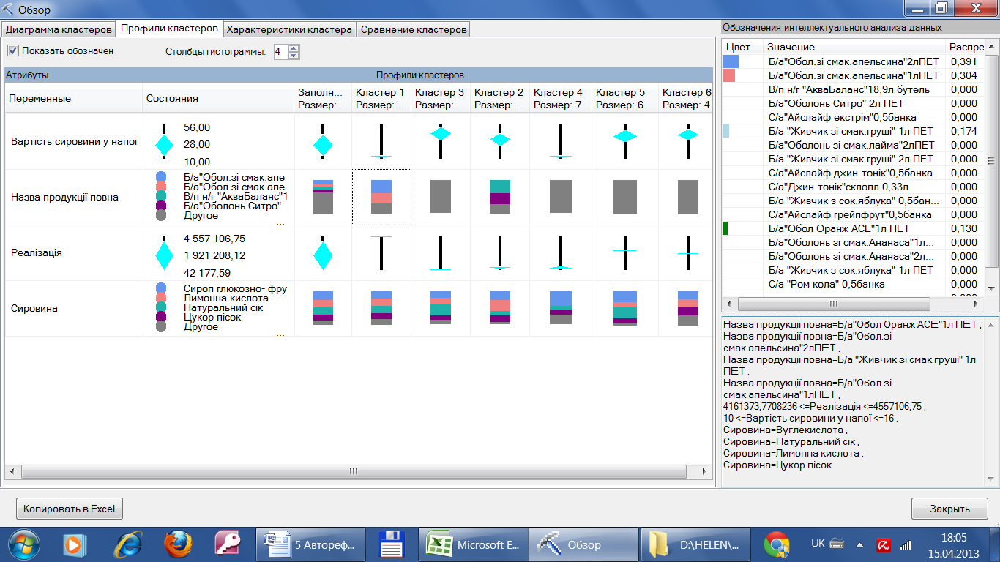 Обзор
Диаграмма кластеров Профили кластеров Характеристики кластера Сравнение кластеров
Показать обозначен Столбцы гистограммы: 4
Атрибуты Профили кластеров
Переменные Состояния Заполн... Кластер 1 Кластер 3 Кластер 2 Кластер 4 Кластер 5 Кластер 6
Размер:... Размер:... Размер:... Размер:... Размер: 7 Размер: 6 Размер: 4
Вартість сировини у напої
56,00
28,00
10,00
Назва продукції повна
Б/а"Обол.зі смак.апе
Б/а"Обол.зі смак.апе
В/п н/г "АкваБаланс"1
Б/а"Оболонь Ситро"
Другое
...
Реалізація
4 557 106,75
1 921 208,12
42 177,59
Сировина
Сироп глюкозно- фру
Лимонна кислота
Натуральний сік
Цукор пісок
Другое
...
Обозначения интеллектуального анализа данных
Цвет Значение Распре
Б/а"Обол.зі смак.апельсина"2лПЕТ 0,391
Б/а"Обол.зі смак.апельсина"1лПЕТ 0,304
В/п н/г "АкваБаланс"18,9л бутель 0,000
Б/а"Оболонь Ситро" 2л ПЕТ 0,000
С/а"Айслайф екстрім"0,5банка 0,000
Б/а "Живчик зі смак.груші" 1л ПЕТ 0,174
Б/а"Оболонь зі смак.лайма"2лПЕТ 0,000
Б/а "Живчик зі смак.груші" 2л ПЕТ 0,000
С/а"Айслайф джин-тонік"0,5банка 0,000
С/а"Джин-тонік"склопл.0,33л 0,000
Б/а "Живчик з сок.яблука" 0,5бан... 0,000
С/а"Айслайф грейпфрут"0,5банка 0,000
Б/а"Обол Оранж АСЕ"1л ПЕТ 0,130
Б/а"Оболонь зі смак.Ананаса"1л... 0,000
Б/а"Оболонь зі смак.Ананаса"2л... 0,000
Б/а"Живчик з сок.яблука" 1л ПЕТ 0,000
С/а "Ром кола" 0,5банка 0,000
Назва продукції повна=Б/а"Обол Оранж АСЕ"1л ПЕТ ,
Назва продукції повна=Б/а"Обол.зі
смак.апельсина"2лПЕТ ,
Назва продукції повна=Б/а "Живчик зі смак.груші" 1л
ПЕТ ,
Назва продукції повна=Б/а"Обол.зі
смак.апельсина"1лПЕТ ,
4161373,7708236 <=Реалізація <=4557106,75 ,
10 <=Вартість сировини у напої <=16 ,
Сировина=Вуглекислота ,
Сировина=Натуральний сік ,
Сировина=Лимонна кислота ,
Сировина=Цукор пісок
Копировать в Excel Закрыть
5 Автореф... Microsoft E... Обзор D:\HELEN\... UK 18:05
15.04.2013